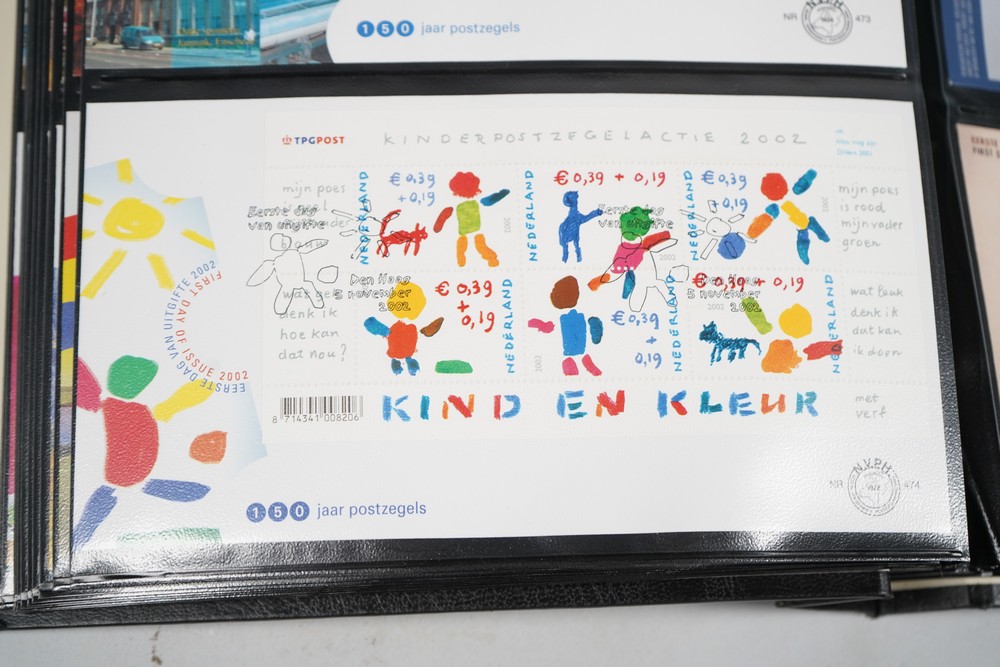 150 jaar postzegels
NR 473
TPGPOST
KINDERPOSTZEGELACTIE 2002
mijn poes
Eerste dag
van uitgifte
Den Haag
5 november
2002
denk ik
hoe kan
dat nou?
NEDERLAND
€ 0,39
+ 0,19
2002
NEDERLAND
€ 0,39 + 0,19
Eerste dag
van uitgifte
2002
NEDERLAND
€ 0,39
+ 0,19
2002
mijn poes
is rood
mijn vader
groen
€ 0,39
+
0,19
NEDERLAND
2002
€ 0,39
+
0,19
NEDERLAND
€ 0,39 + 0,19
Den Haag
5 november
2002
2002
NEDERLAND
wat leuk
denk ik
dat kan
ik doen
8 714341 008206
KIND EN KLEUR
met
verf
EERSTE DAG VAN UITGIFTE 2002
FIRST DAY OF ISSUE 2002
150 jaar postzegels
NR 474
N.V.P.H